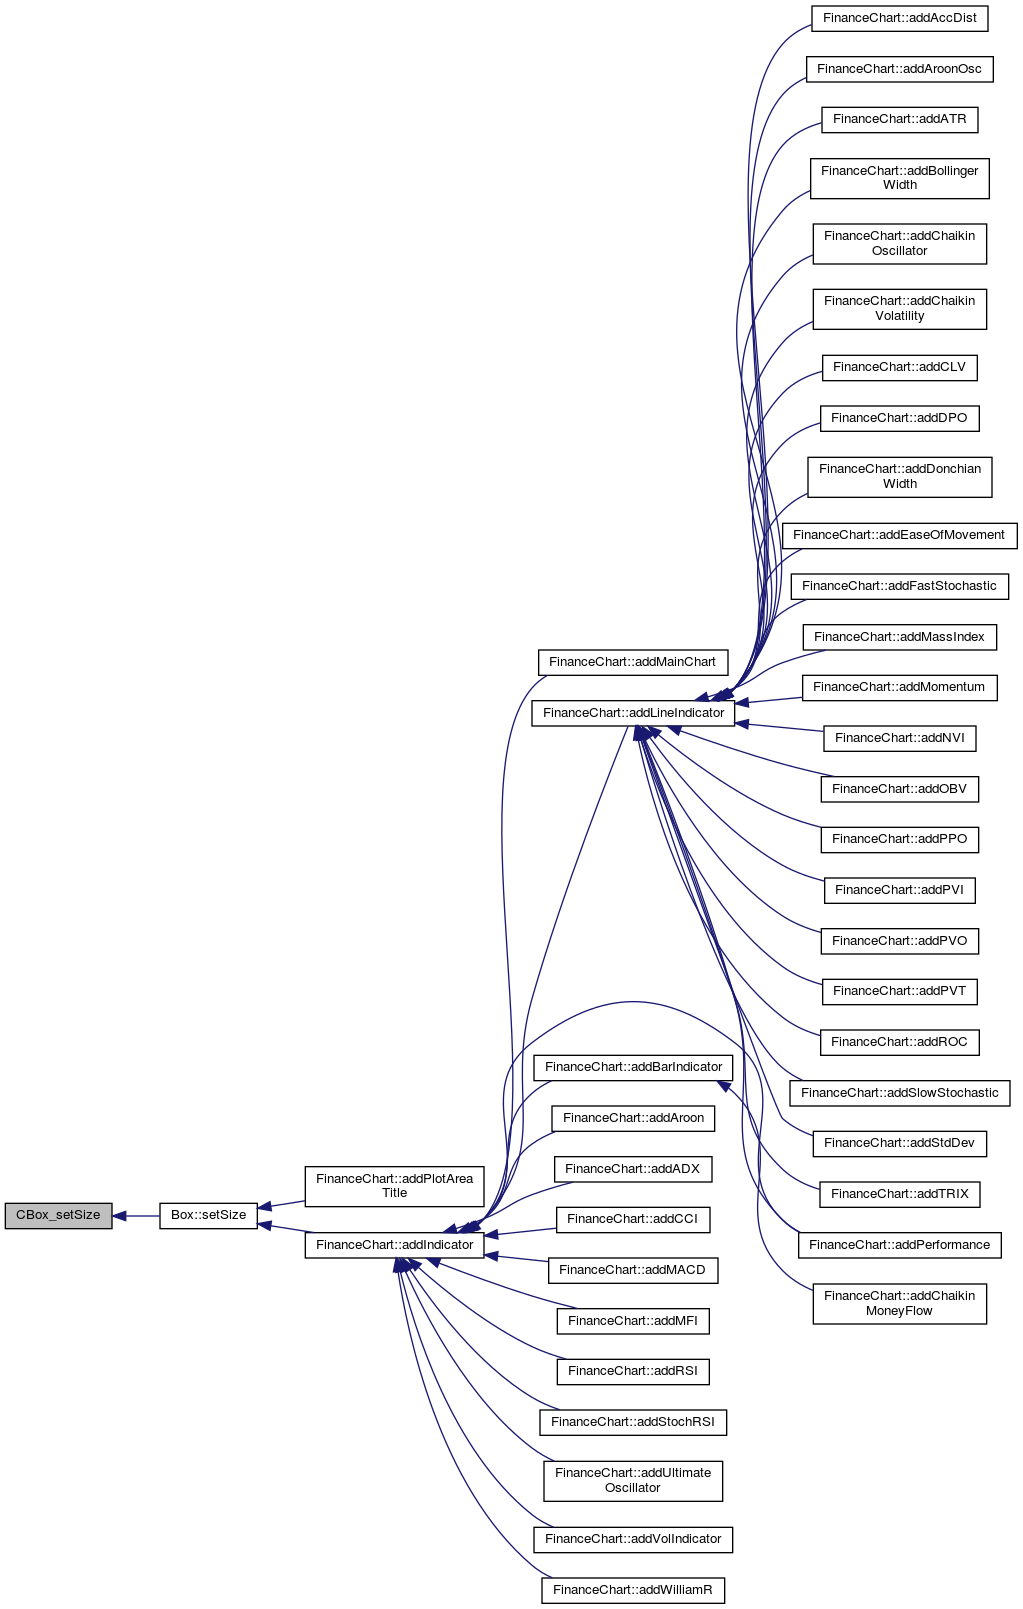 FinanceChart::addAccDist
FinanceChart::addAroonOsc
FinanceChart::addATR
FinanceChart::addBollinger
Width
FinanceChart::addChaikin
Oscillator
FinanceChart::addChaikin
Volatility
FinanceChart::addCLV
FinanceChart::addDPO
FinanceChart::addDonchian
Width
FinanceChart::addEaseOfMovement
FinanceChart::addFastStochastic
FinanceChart::addMassIndex
FinanceChart::addMainChart
FinanceChart::addMomentum
FinanceChart::addLineIndicator
FinanceChart::addNVI
FinanceChart::addOBV
FinanceChart::addPPO
FinanceChart::addPVI
FinanceChart::addPVO
FinanceChart::addPVT
FinanceChart::addROC
FinanceChart::addBarIndicator
FinanceChart::addSlowStochastic
FinanceChart::addAroon
FinanceChart::addStdDev
FinanceChart::addADX
FinanceChart::addPlotArea
Title
FinanceChart::addTRIX
CBox_setSize
Box::setSize
FinanceChart::addCCI
FinanceChart::addIndicator
FinanceChart::addPerformance
FinanceChart::addMACD
FinanceChart::addChaikin
MoneyFlow
FinanceChart::addMFI
FinanceChart::addRSI
FinanceChart::addStochRSI
FinanceChart::addUltimate
Oscillator
FinanceChart::addVolIndicator
FinanceChart::addWilliamR